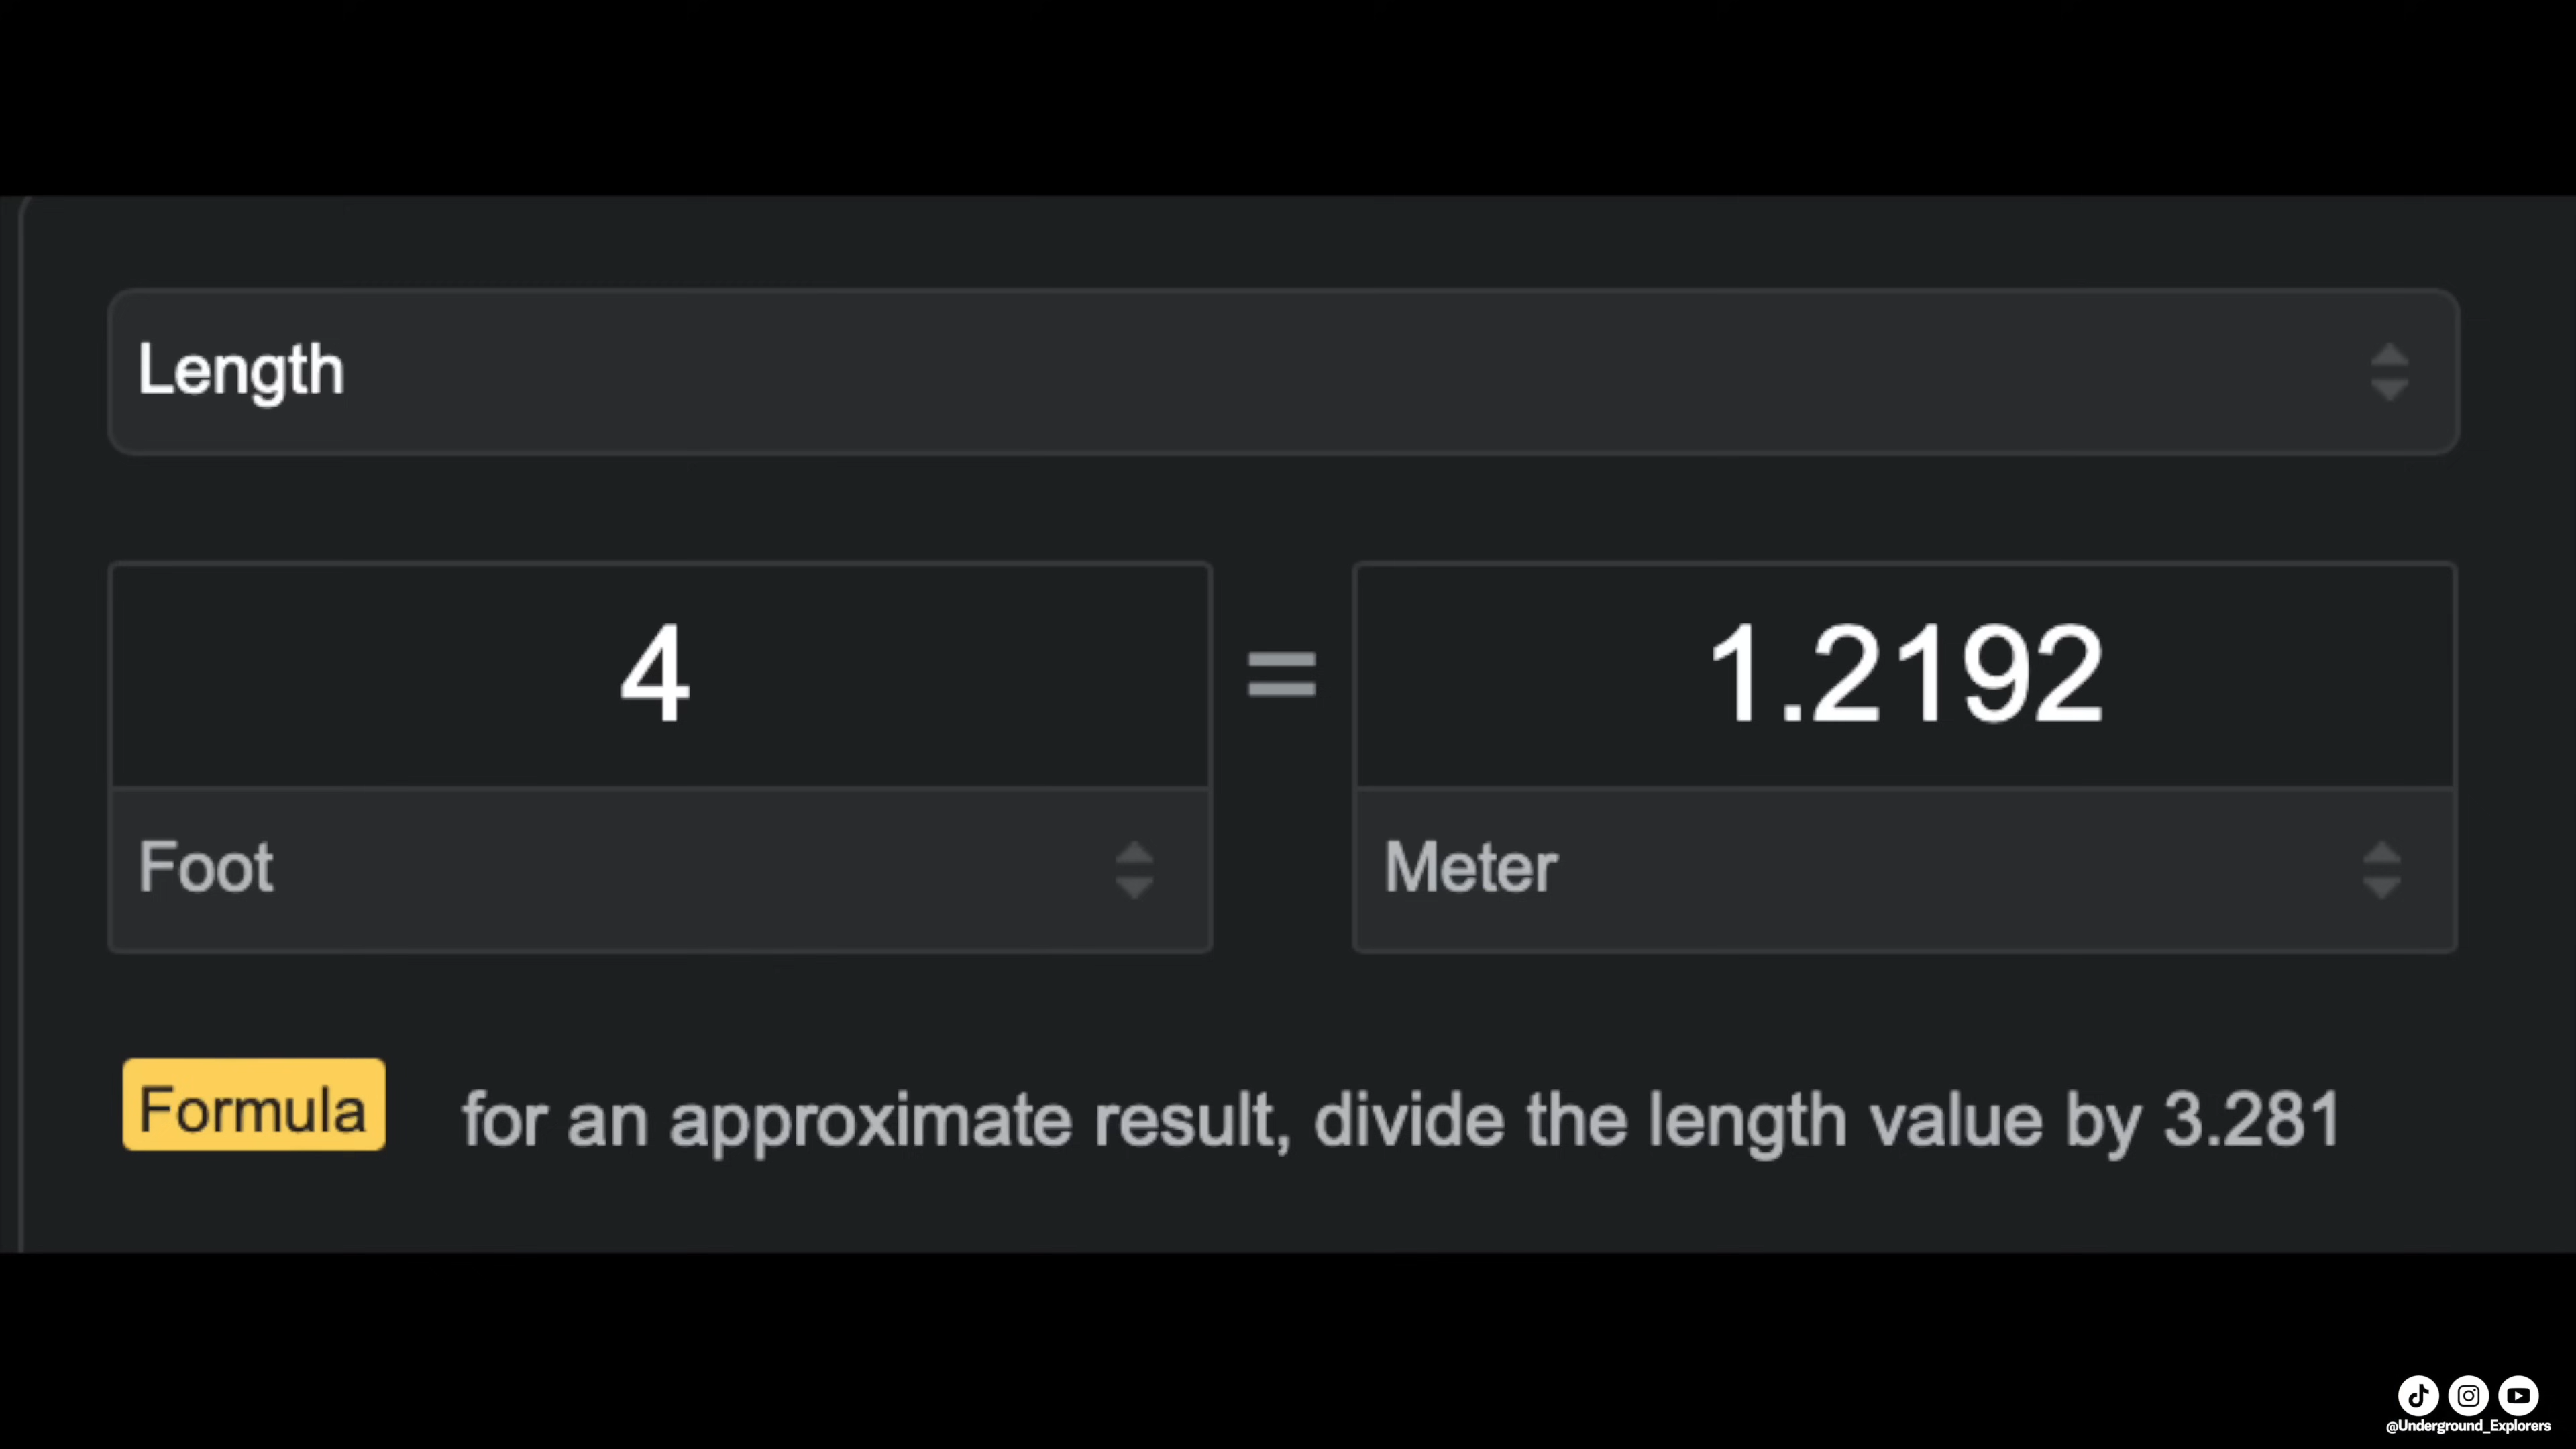 Length
4 = 1.2192
Foot Meter
Formula for an approximate result, divide the length value by 3.281
@Underground_Explorers